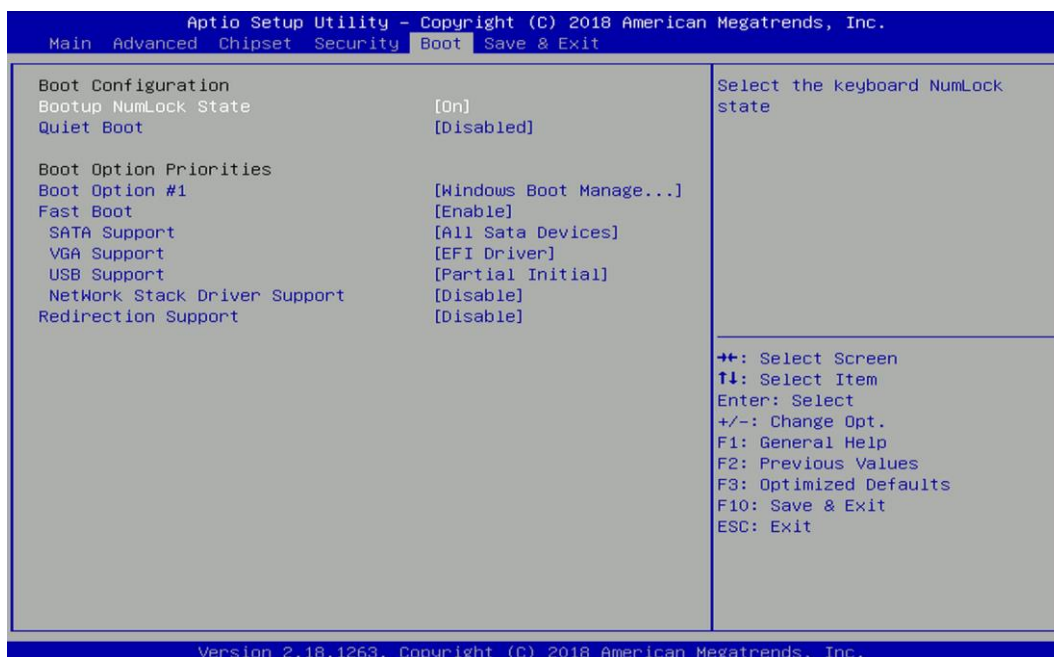 Aptio Setup Utility – Copyright (C) 2018 American Megatrends, Inc.
Main Advanced Chipset Security Boot Save & Exit
Boot Configuration
Bootup NumLock State [On]
Quiet Boot [Disabled]
Boot Option Priorities
Boot Option #1 [Windows Boot Manage...]
Fast Boot [Enable]
SATA Support [All Sata Devices]
VGA Support [EFI Driver]
USB Support [Partial Initial]
NetWork Stack Driver Support [Disable]
Redirection Support [Disable]
Select the keyboard NumLock
state
→←: Select Screen
↑↓: Select Item
Enter: Select
+/-: Change Opt.
F1: General Help
F2: Previous Values
F3: Optimized Defaults
F10: Save & Exit
ESC: Exit
Version 2.18.1263. Copyright (C) 2018 American Megatrends, Inc.